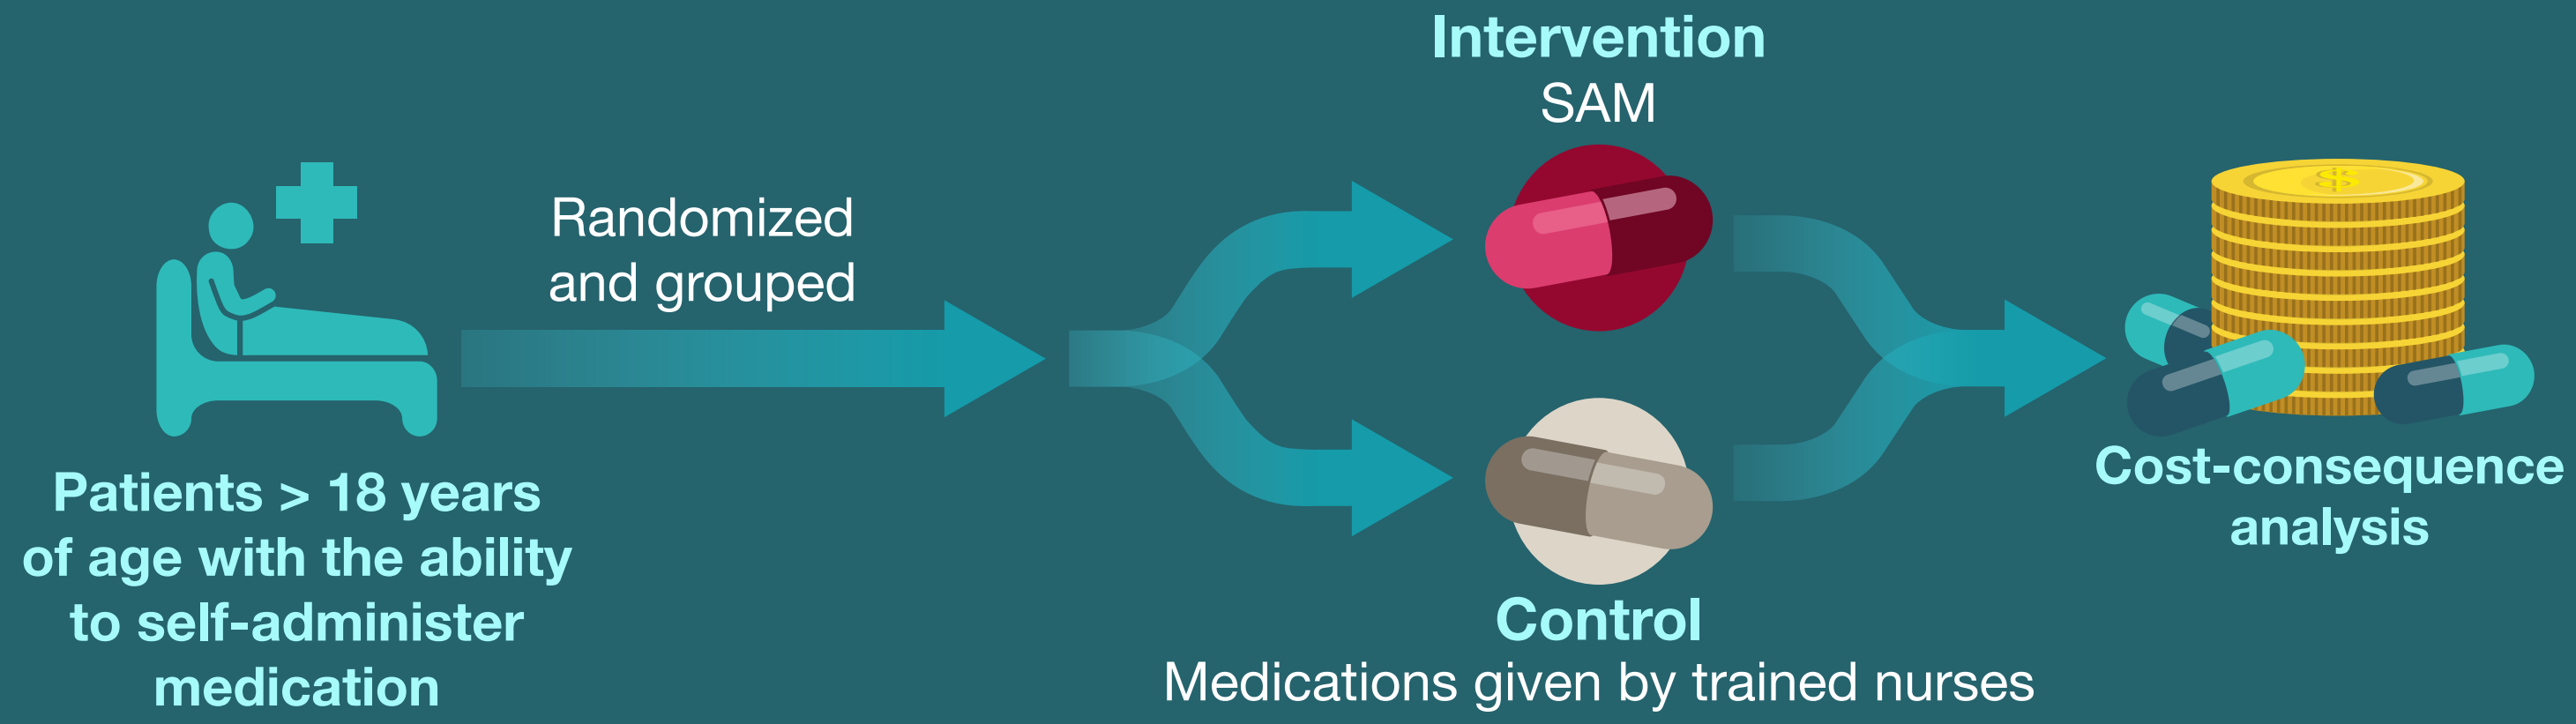 Patients > 18 years
of age with the ability
to self-administer
medication
Randomized
and grouped
Intervention
SAM
Control
Medications given by trained nurses
$
Cost-consequence
analysis